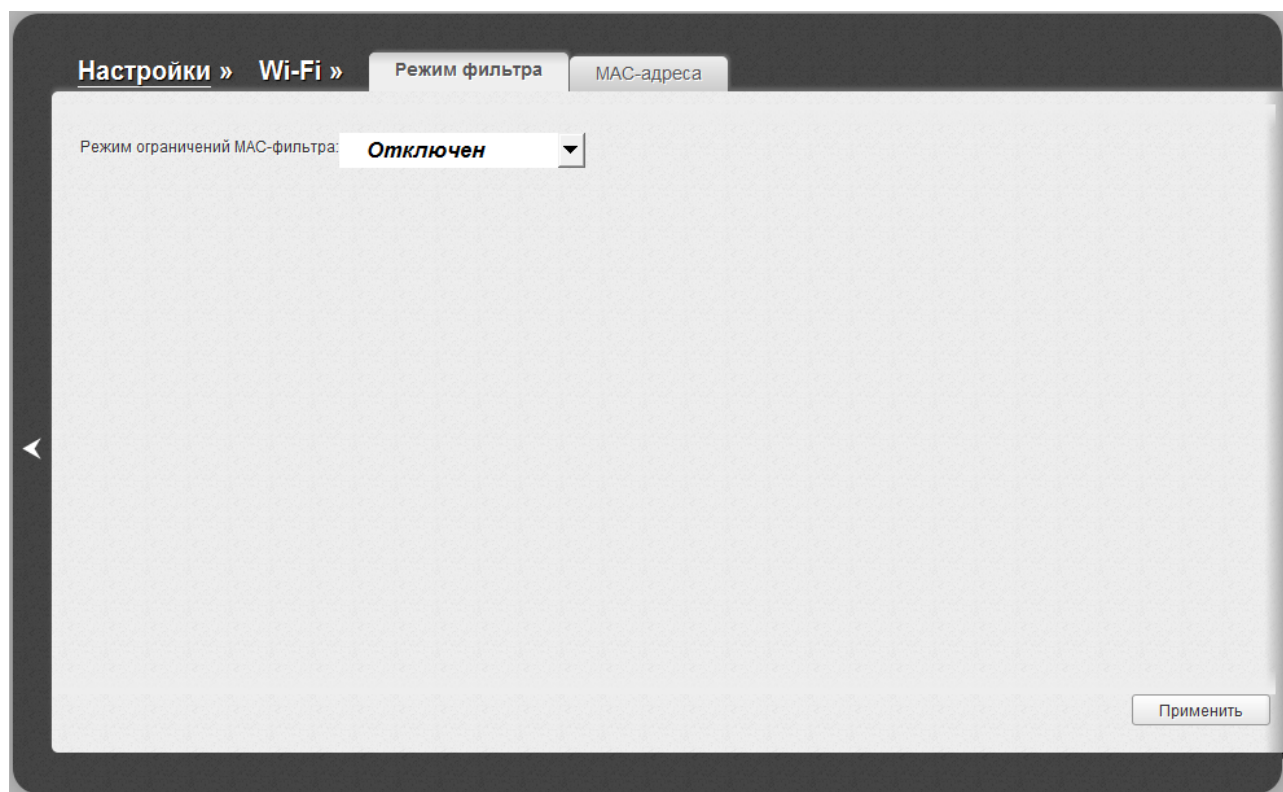 Настройки » Wi-Fi » Режим фильтра MAC-адреса
Режим ограничений MAC-фильтра: Отключен
Применить